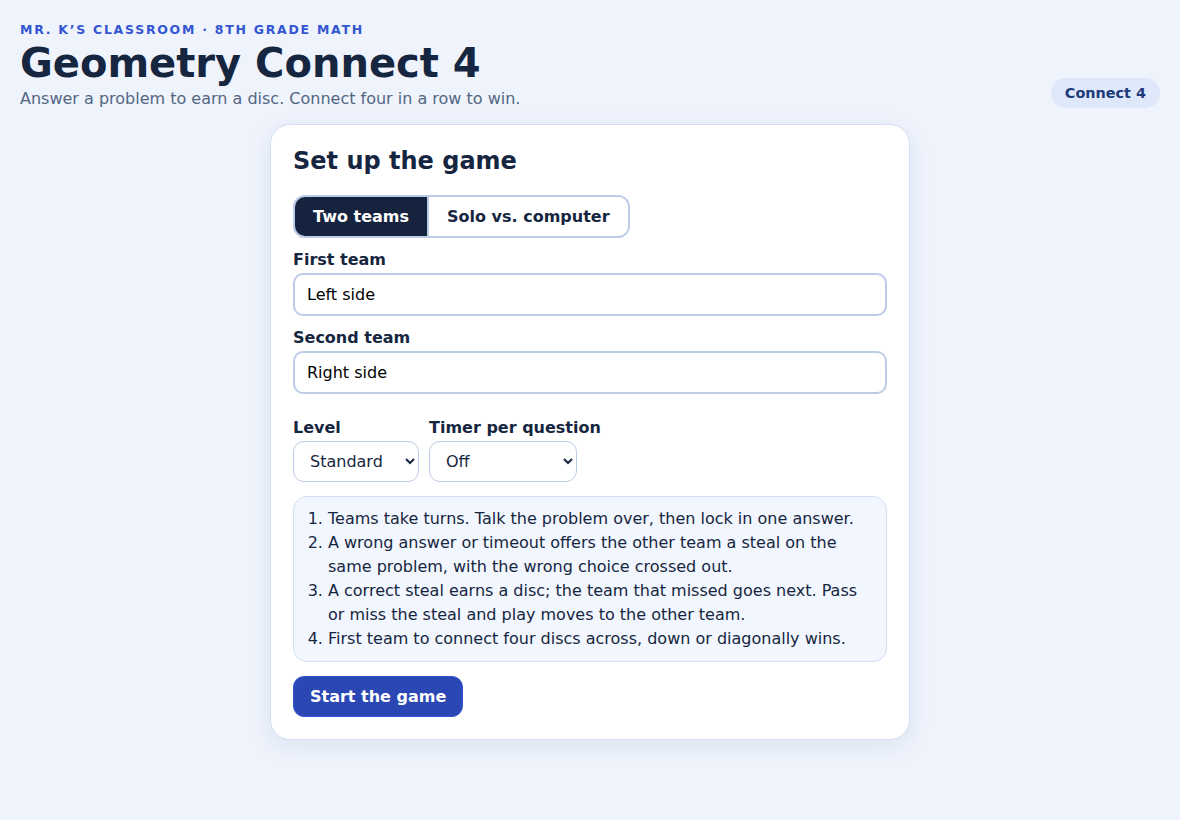 MR. K’S CLASSROOM · 8TH GRADE MATH
Geometry Connect 4
Answer a problem to earn a disc. Connect four in a row to win.
Connect 4
Set up the game
Two teams
Solo vs. computer
First team
Left side
Second team
Right side
Level
Timer per question
Standard
Off
1. Teams take turns. Talk the problem over, then lock in one answer.
2. A wrong answer or timeout offers the other team a steal on the
same problem, with the wrong choice crossed out.
3. A correct steal earns a disc; the team that missed goes next. Pass
or miss the steal and play moves to the other team.
4. First team to connect four discs across, down or diagonally wins.
Start the game